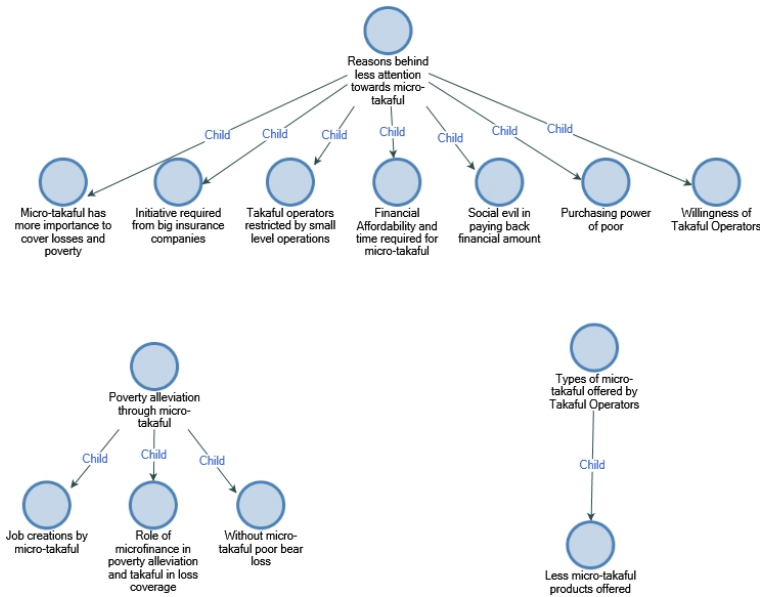 Reasons behind
less attention
towards micro-
takaful
Child
Child
Child
Child
Child
Child
Child
Micro-takaful has
more importance to
cover losses and
poverty
Initiative required
from big insurance
companies
Takaful operators
restricted by small
level operations
Financial
Affordability and
time required for
micro-takaful
Social evil in
paying back
financial amount
Purchasing power
of poor
Willingness of
Takaful Operators
Poverty alleviation
through micro-
takaful
Child
Child
Child
Job creations by
micro-takaful
Role of
microfinance in
poverty alleviation
and takaful in loss
coverage
Without micro-
takaful poor bear
loss
Types of micro-
takaful offered by
Takaful Operators
Child
Less micro-takaful
products offered